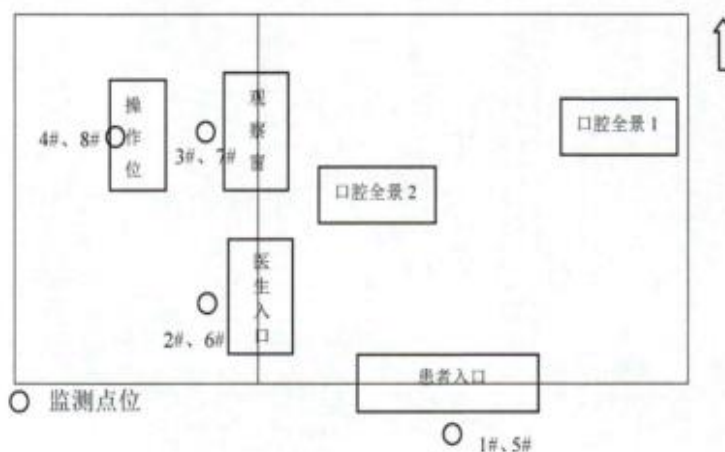 操作位
观察窗
口腔全景 1
4#、8#
3#、7#
口腔全景 2
医生入口
2#、6#
患者入口
监测点位
1#、5#